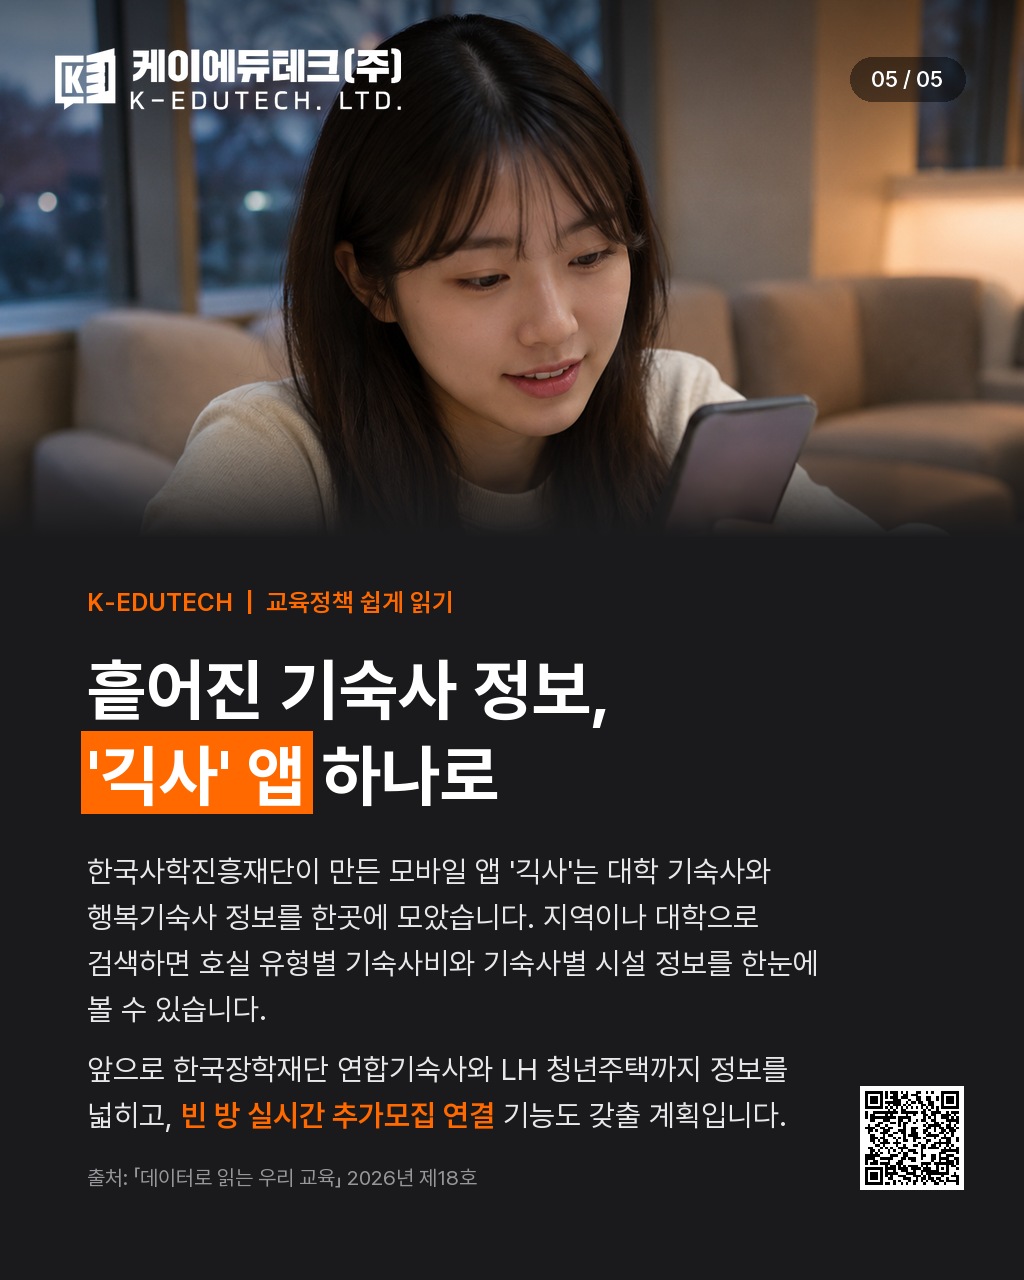 케이에듀테크(주)
K-EDUTECH. LTD.
05 / 05
K-EDUTECH | 교육정책 쉽게 읽기
흩어진 기숙사 정보,
'긱사' 앱 하나로
한국사학진흥재단이 만든 모바일 앱 '긱사'는 대학 기숙사와
행복기숙사 정보를 한곳에 모았습니다. 지역이나 대학으로
검색하면 호실 유형별 기숙사비와 기숙사별 시설 정보를 한눈에
볼 수 있습니다.
앞으로 한국장학재단 연합기숙사와 LH 청년주택까지 정보를
넓히고, 빈 방 실시간 추가모집 연결 기능도 갖출 계획입니다.
출처: 「데이터로 읽는 우리 교육」 2026년 제18호